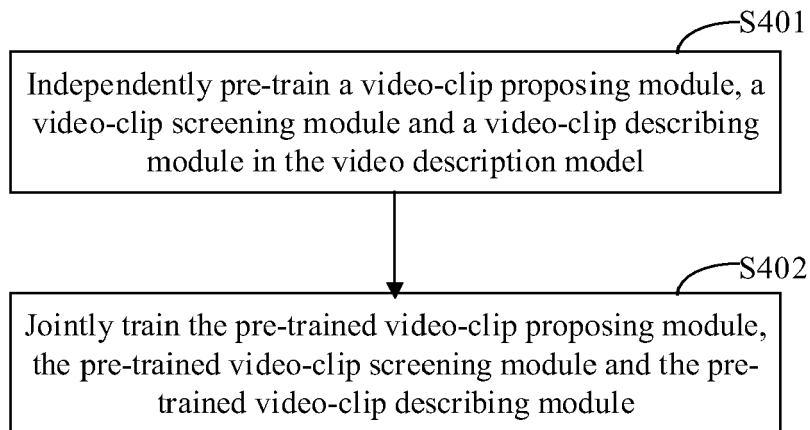 S401
Independently pre-train a video-clip proposing module, a
video-clip screening module and a video-clip describing
module in the video description model
S402
Jointly train the pre-trained video-clip proposing module,
the pre-trained video-clip screening module and the pre-
trained video-clip describing module